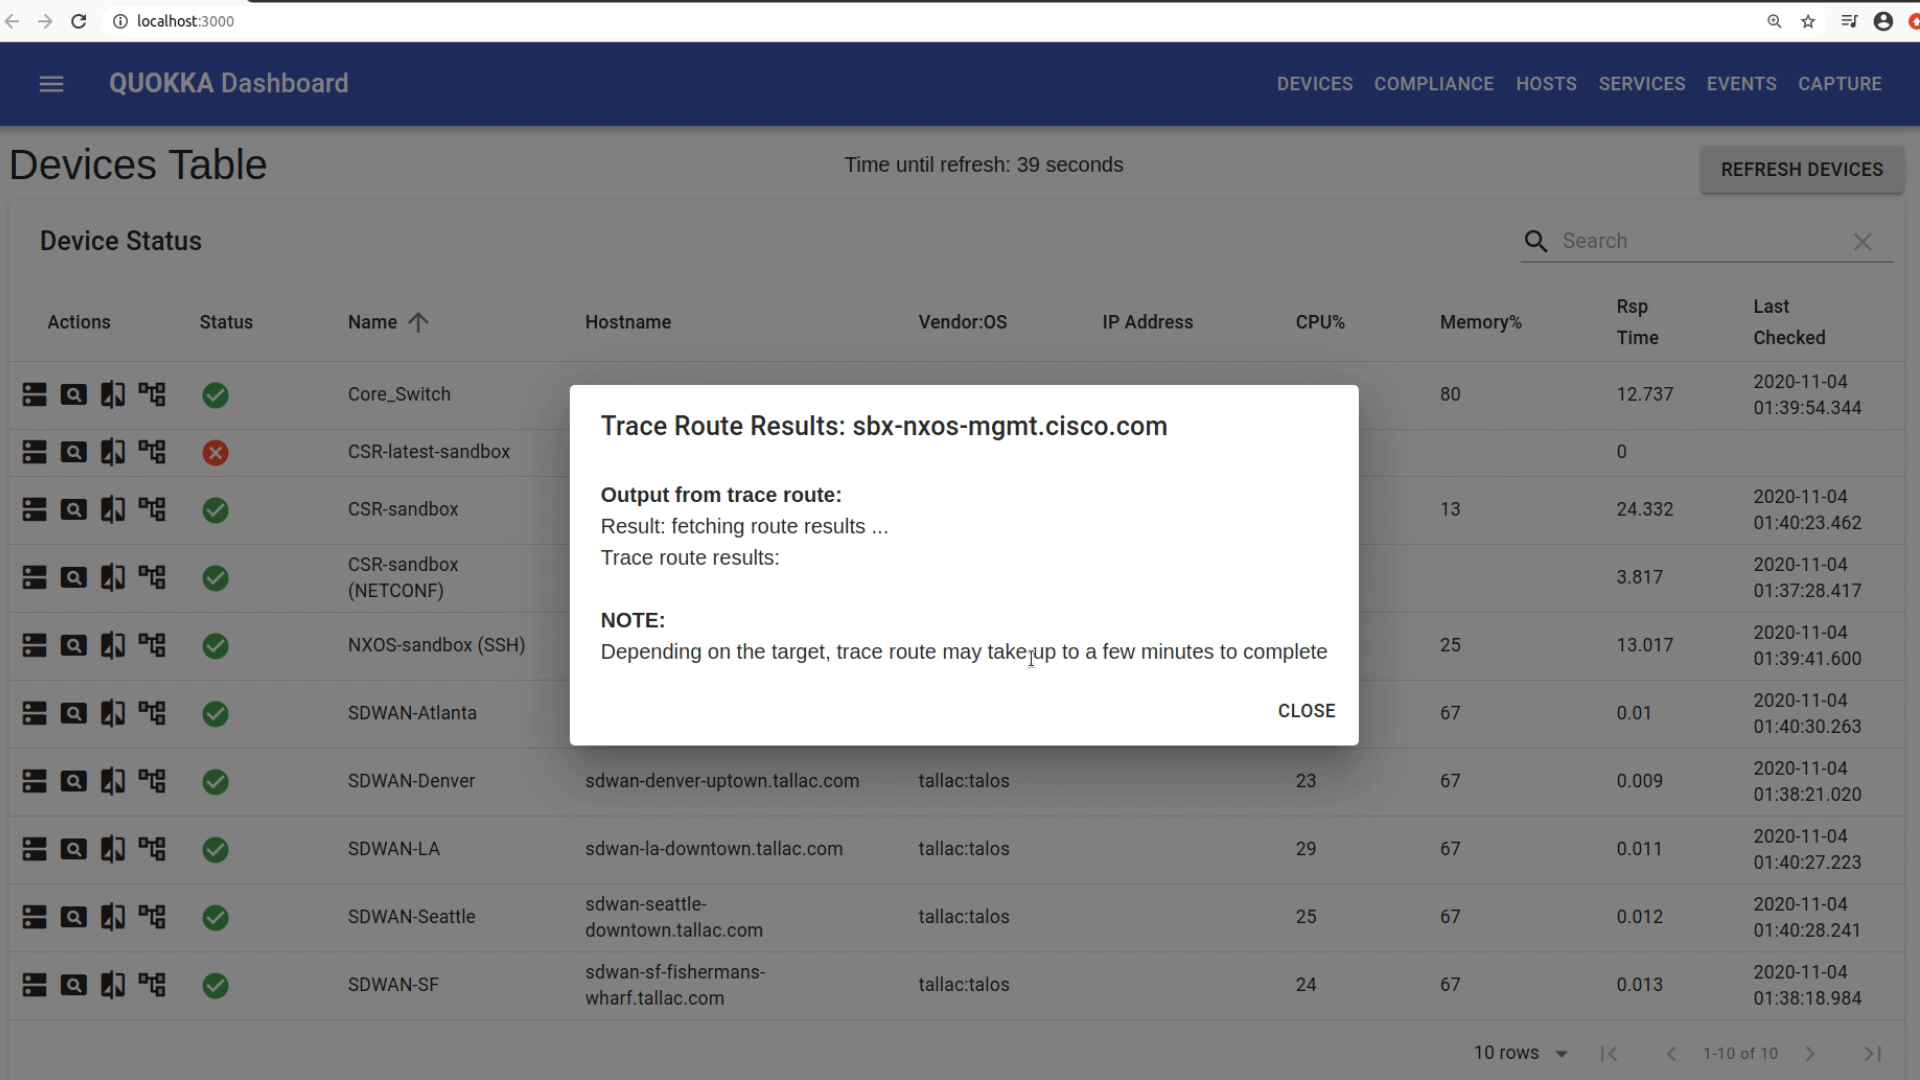 localhost:3000
QUOKKA Dashboard
DEVICES COMPLIANCE HOSTS SERVICES EVENTS CAPTURE
Devices Table
Time until refresh: 39 seconds
REFRESH DEVICES
Device Status
Search
Actions Status Name Hostname Vendor:OS IP Address CPU% Memory% Rsp Time Last Checked
Core_Switch 80 12.737 2020-11-04 01:39:54.344
CSR-latest-sandbox 0
CSR-sandbox 13 24.332 2020-11-04 01:40:23.462
CSR-sandbox (NETCONF) 3.817 2020-11-04 01:37:28.417
NXOS-sandbox (SSH) 25 13.017 2020-11-04 01:39:41.600
SDWAN-Atlanta 67 0.01 2020-11-04 01:40:30.263
SDWAN-Denver sdwan-denver-uptown.tallac.com tallac:talos 23 67 0.009 2020-11-04 01:38:21.020
SDWAN-LA sdwan-la-downtown.tallac.com tallac:talos 29 67 0.011 2020-11-04 01:40:27.223
SDWAN-Seattle sdwan-seattle-downtown.tallac.com tallac:talos 25 67 0.012 2020-11-04 01:40:28.241
SDWAN-SF sdwan-sf-fishermans-wharf.tallac.com tallac:talos 24 67 0.013 2020-11-04 01:38:18.984
10 rows 1-10 of 10
Trace Route Results: sbx-nxos-mgmt.cisco.com
Output from trace route:
Result: fetching route results ...
Trace route results:
NOTE:
Depending on the target, trace route may take up to a few minutes to complete
CLOSE